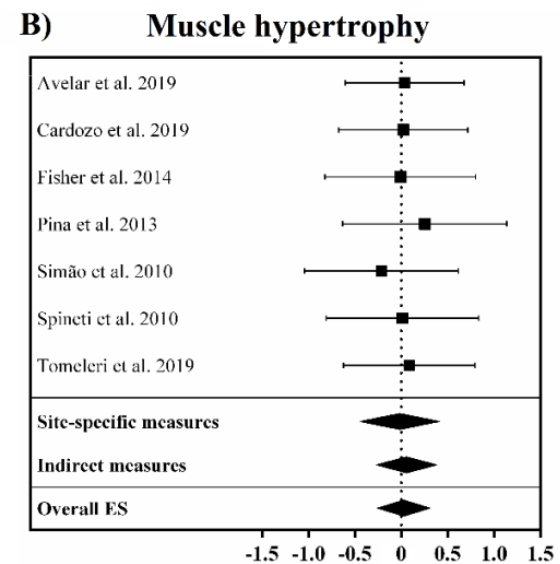 B) Muscle hypertrophy
Avelar et al. 2019
Cardozo et al. 2019
Fisher et al. 2014
Pina et al. 2013
Simão et al. 2010
Spineti et al. 2010
Tomeleri et al. 2019
Site-specific measures
Indirect measures
Overall ES
-1.5 -1.0 -0.5 0 0.5 1.0 1.5